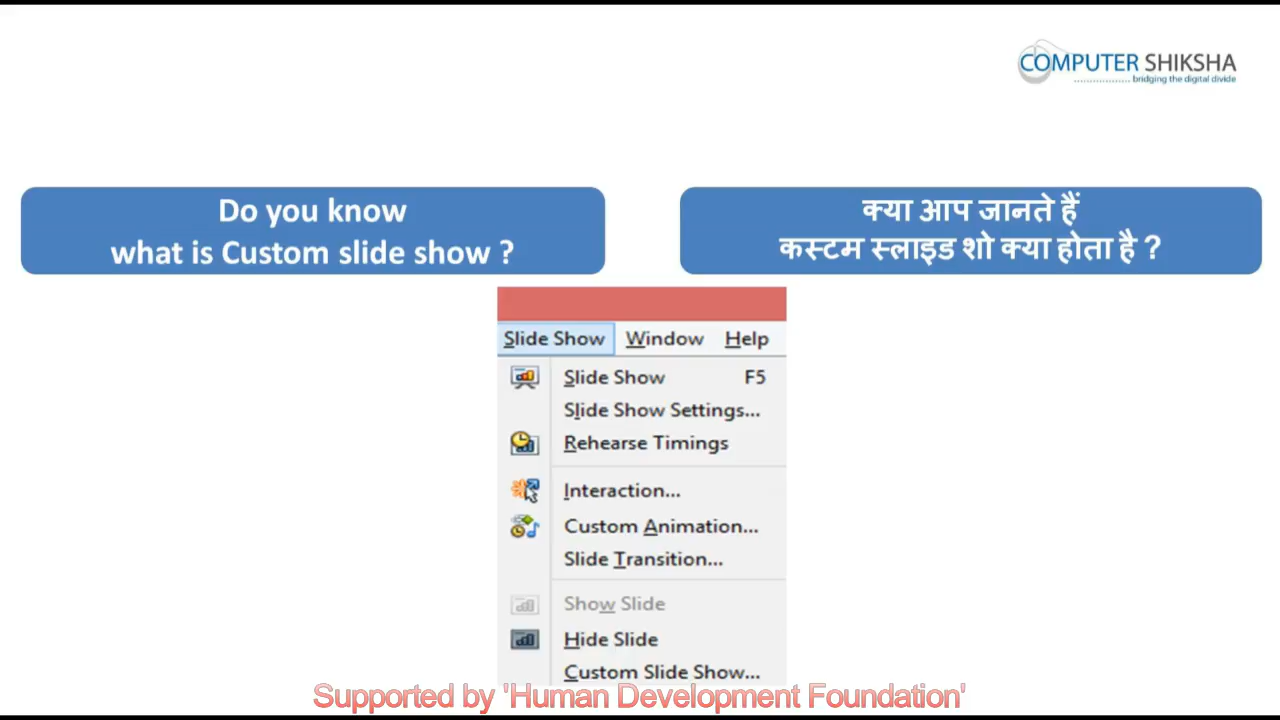 COMPUTER SHIKSHA
bridging the digital divide
Do you know
what is Custom slide show ?
क्या आप जानते हैं
कस्टम स्लाइड शो क्या होता है ?
Slide Show Window Help
Slide Show F5
Slide Show Settings...
Rehearse Timings
Interaction...
Custom Animation...
Slide Transition...
Show Slide
Hide Slide
Custom Slide Show...
Supported by 'Human Development Foundation'